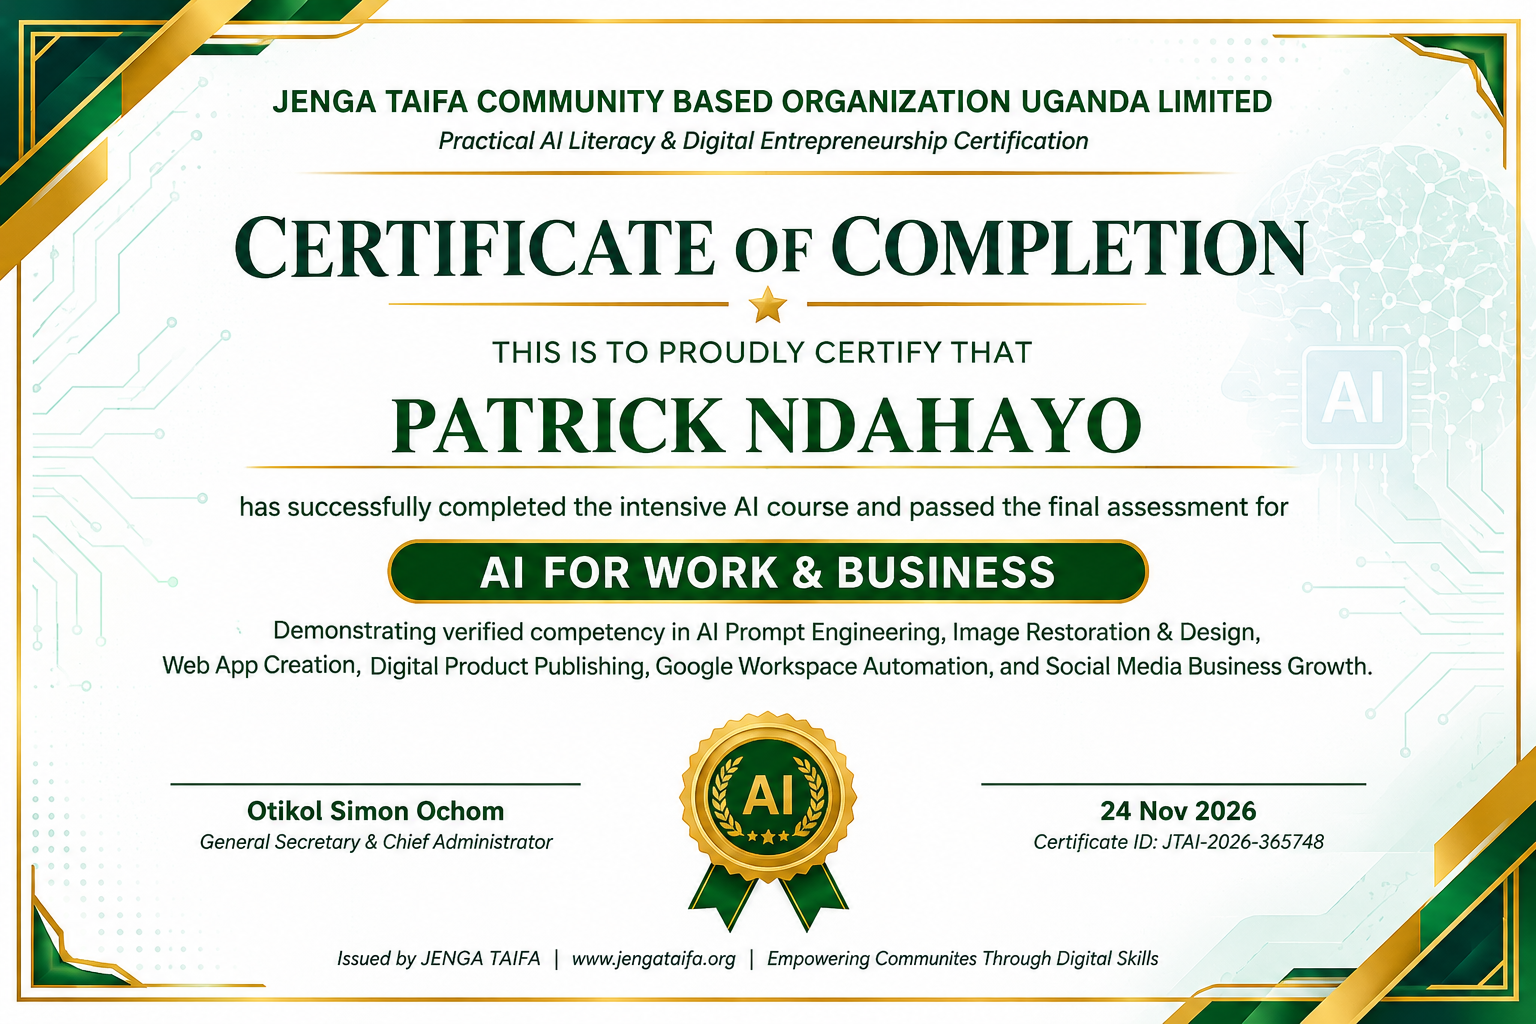 JENGA TAIFA COMMUNITY BASED ORGANIZATION UGANDA LIMITED
Practical AI Literacy & Digital Entrepreneurship Certification
CERTIFICATE OF COMPLETION
THIS IS TO PROUDLY CERTIFY THAT
PATRICK NDAHAYO
has successfully completed the intensive AI course and passed the final assessment for
AI FOR WORK & BUSINESS
Demonstrating verified competency in AI Prompt Engineering, Image Restoration & Design,
Web App Creation, Digital Product Publishing, Google Workspace Automation, and Social Media Business Growth.
AI
AI
Otikol Simon Ochom
General Secretary & Chief Administrator
24 Nov 2026
Certificate ID: JTAI-2026-365748
Issued by JENGA TAIFA | www.jengataifa.org | Empowering Communites Through Digital Skills